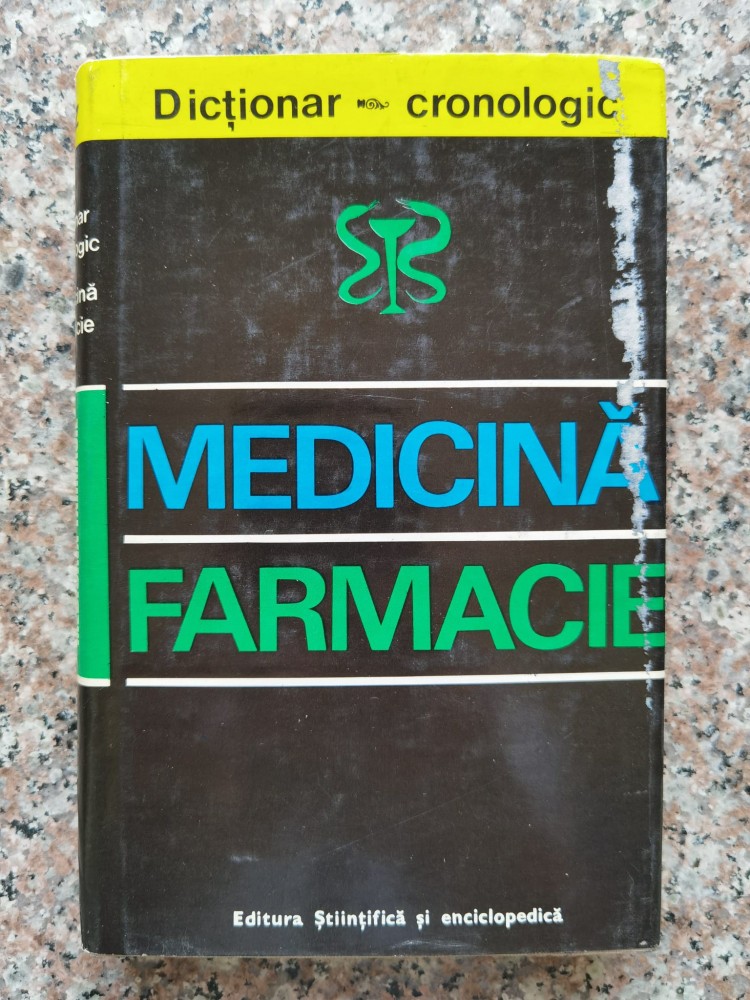 Dicționar cronologic
MEDICINĂ
FARMACIE
Editura Științifică și enciclopedică